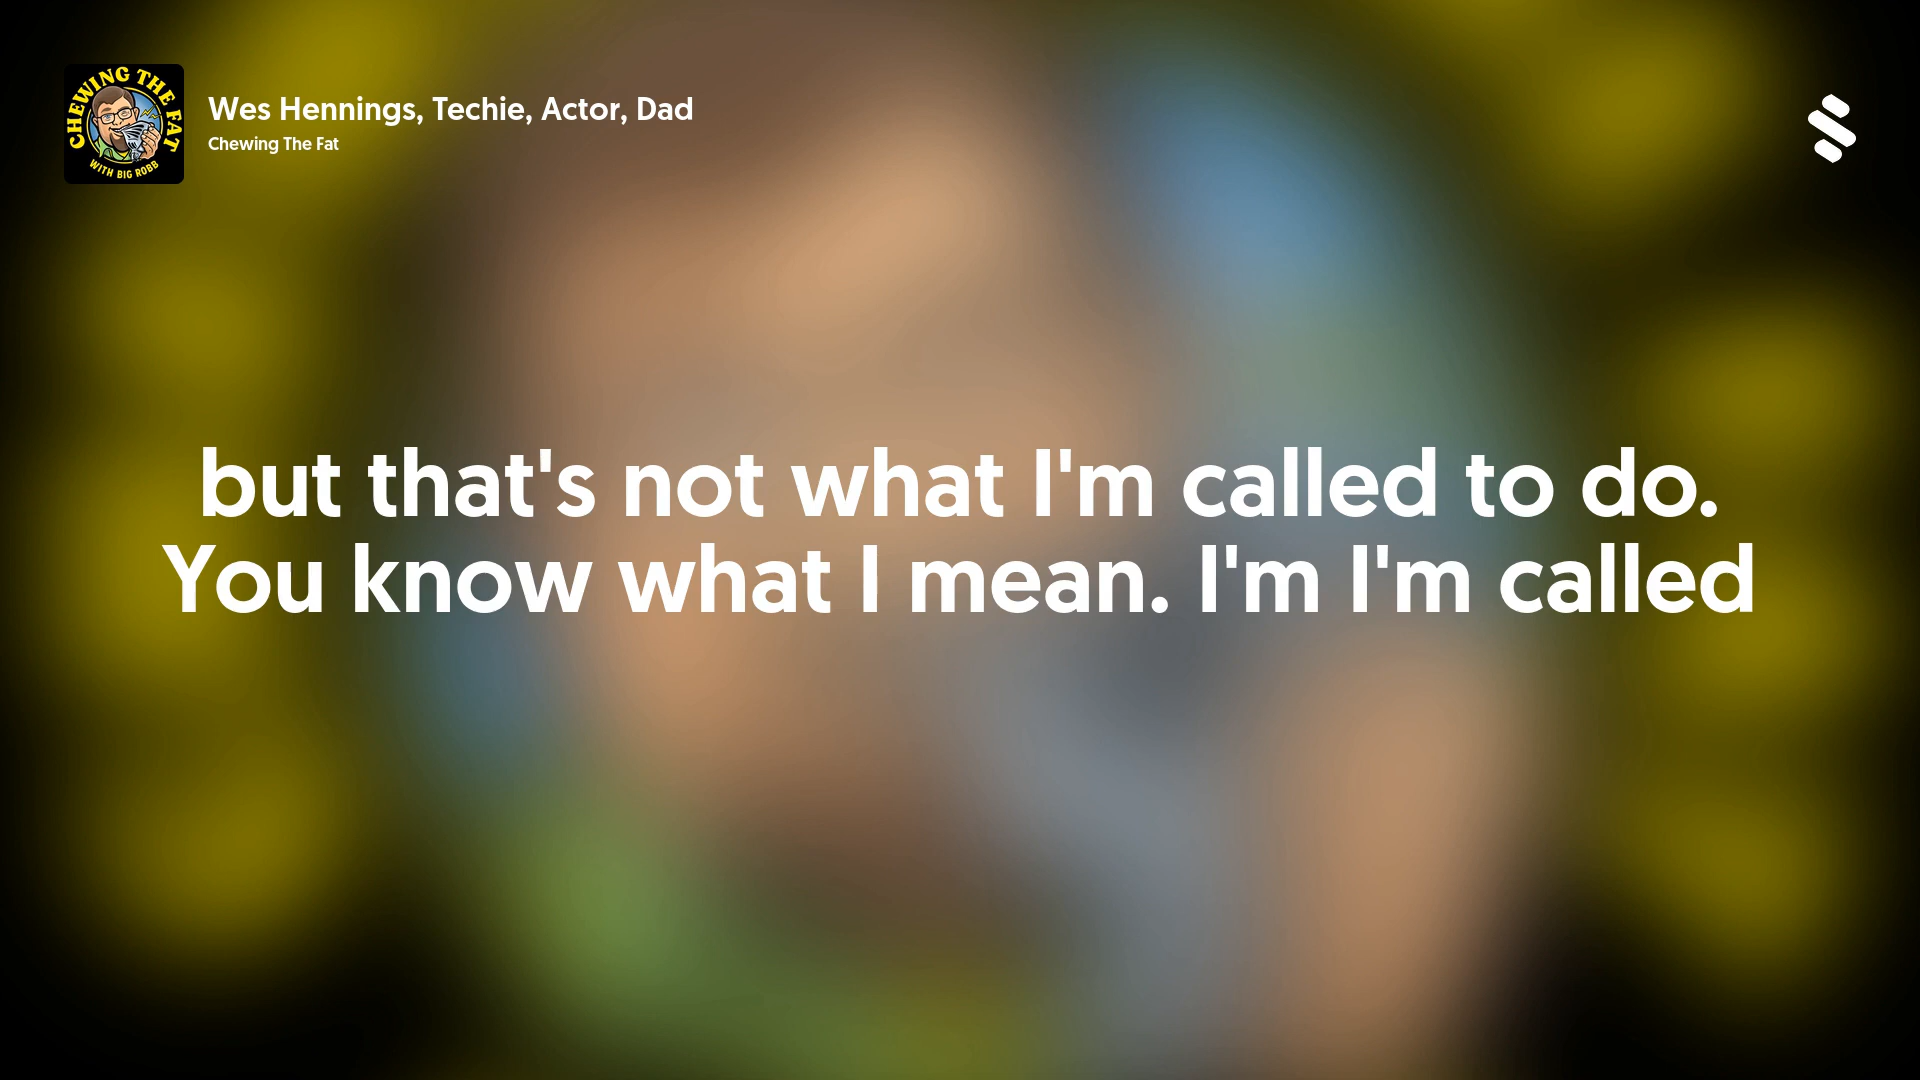 CHEWING THE FAT
WITH BIG ROBB
Wes Hennings, Techie, Actor, Dad
Chewing The Fat
but that's not what I'm called to do.
You know what I mean. I'm I'm called